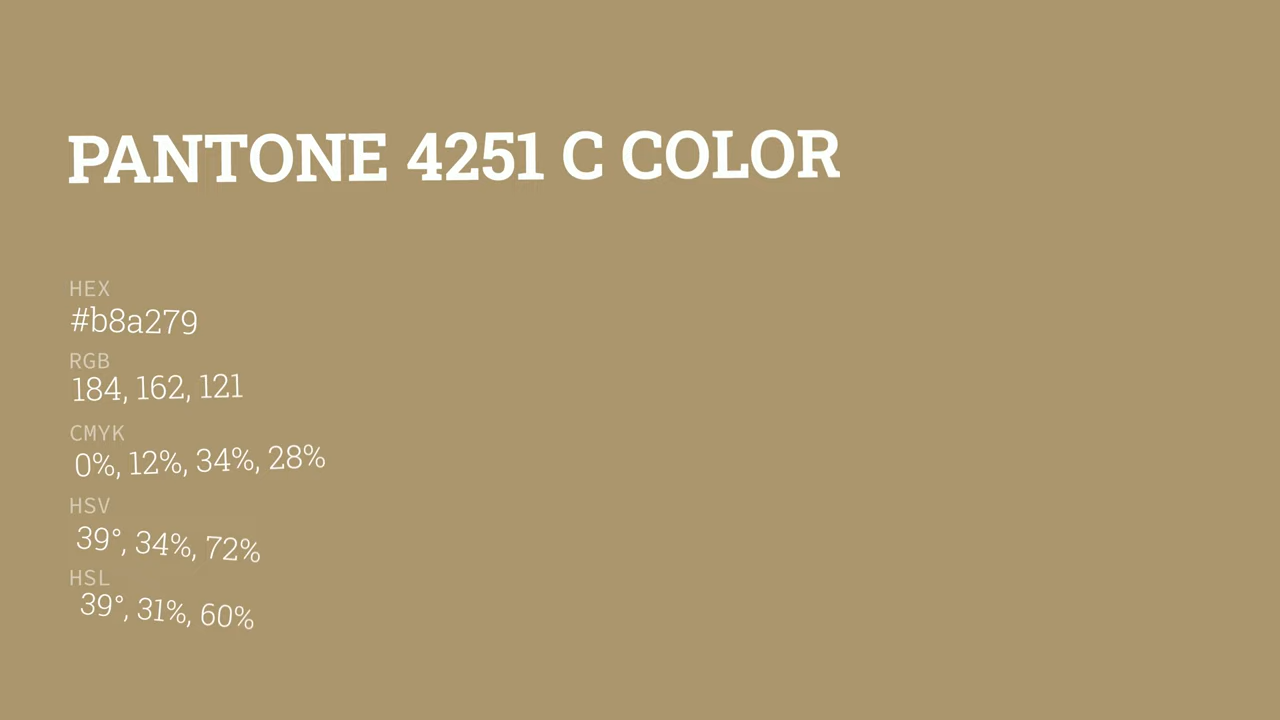 PANTONE 4251 C COLOR
HEX
#b8a279
RGB
184, 162, 121
CMYK
0%, 12%, 34%, 28%
HSV
39°, 34%, 72%
HSL
39°, 31%, 60%